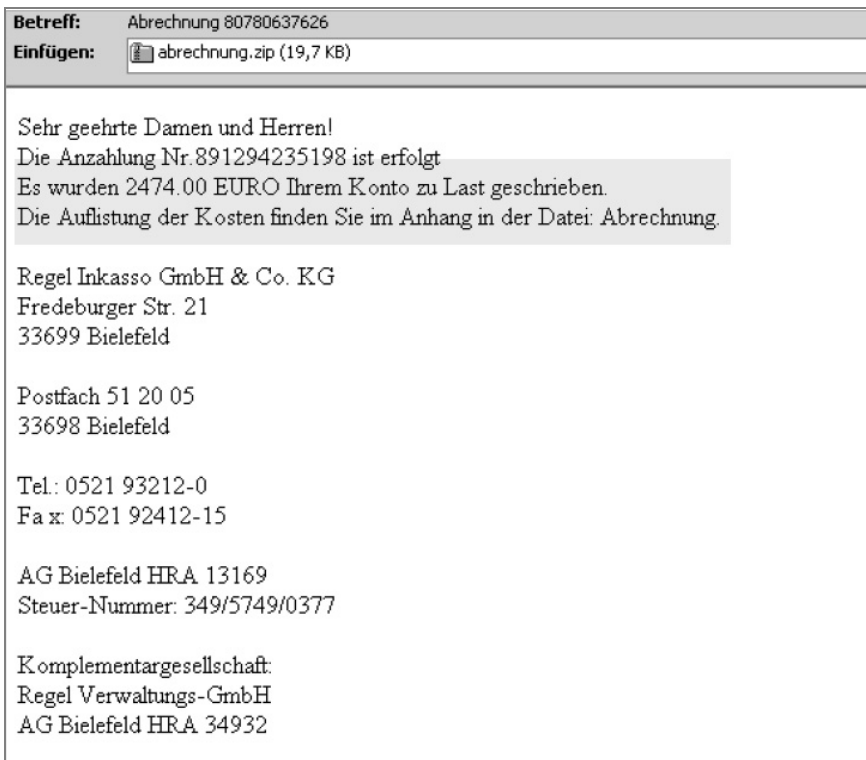 Betreff: Abrechnung 80780637626
Einfügen: abrechnung.zip (19,7 KB)
Sehr geehrte Damen und Herren!
Die Anzahlung Nr.891294235198 ist erfolgt
Es wurden 2474.00 EURO Ihrem Konto zu Last geschrieben.
Die Auflistung der Kosten finden Sie im Anhang in der Datei: Abrechnung.
Regel Inkasso GmbH & Co. KG
Fredeburger Str. 21
33699 Bielefeld
Postfach 51 20 05
33698 Bielefeld
Tel.: 0521 93212-0
Fa x: 0521 92412-15
AG Bielefeld HRA 13169
Steuer-Nummer: 349/5749/0377
Komplementargesellschaft:
Regel Verwaltungs-GmbH
AG Bielefeld HRA 34932